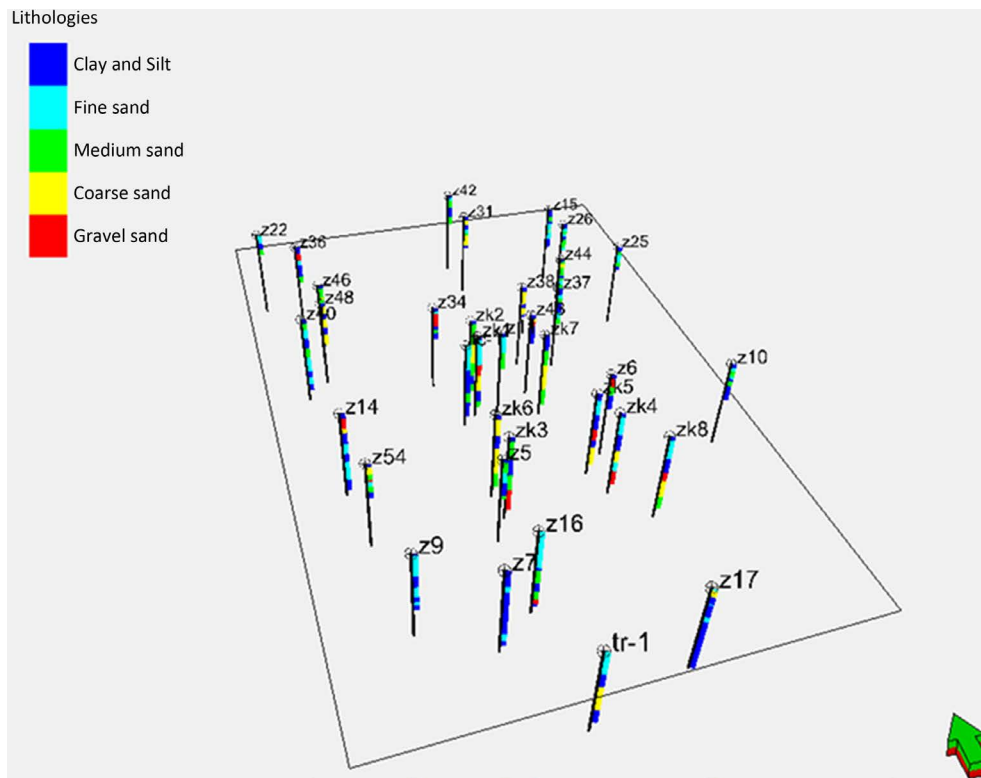 Lithologies
Clay and Silt
Fine sand
Medium sand
Coarse sand
Gravel sand
z42
z15
z31
z26
z22
z36
z25
z44
z46
z38
z37
z48
z34
z40
zk2
zk7
z6
z10
zk5
z14
zk6
zk4
zk3
zk8
z54
z5
z16
z9
z7
z17
tr-1